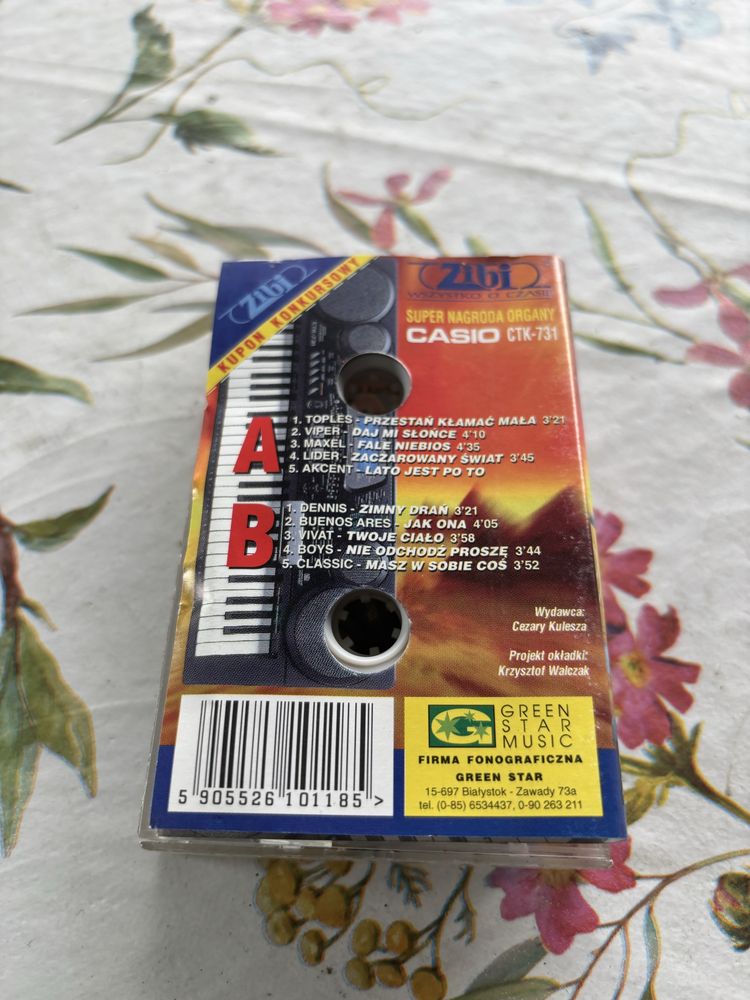 Zibi
KUPON KONKURSOWY
Zibi
WSZYSTKO O CZASIE
SUPER NAGRODA ORGANY
CASIO CTK-731
A
1. TOPLES - PRZESTAŃ KŁAMAĆ MAŁA 3'21
2. VIPER - DAJ MI SŁOŃCE 4'10
3. MAXEL - FALE NIEBIOS 4'35
4. LIDER - ZACZAROWANY ŚWIAT 3'45
5. AKCENT - LATO JEST PO TO
B
1. DENNIS - ZIMNY DRAŃ 3'21
2. BUENOS ARES - JAK ONA 4'05
3. VIVAT - TWOJE CIAŁO 3'58
4. BOYS - NIE ODCHODŹ PROSZĘ 3'44
5. CLASSIC - MASZ W SOBIE COŚ 3'52
Wydawca:
Cezary Kulesza
Projekt okładki:
Krzysztof Walczak
5 905526 101185 >
G
GREEN
STAR
MUSIC
FIRMA FONOGRAFICZNA
GREEN STAR
15-697 Białystok - Zawady 73a
tel. (0-85) 6534437, 0-90 263 211